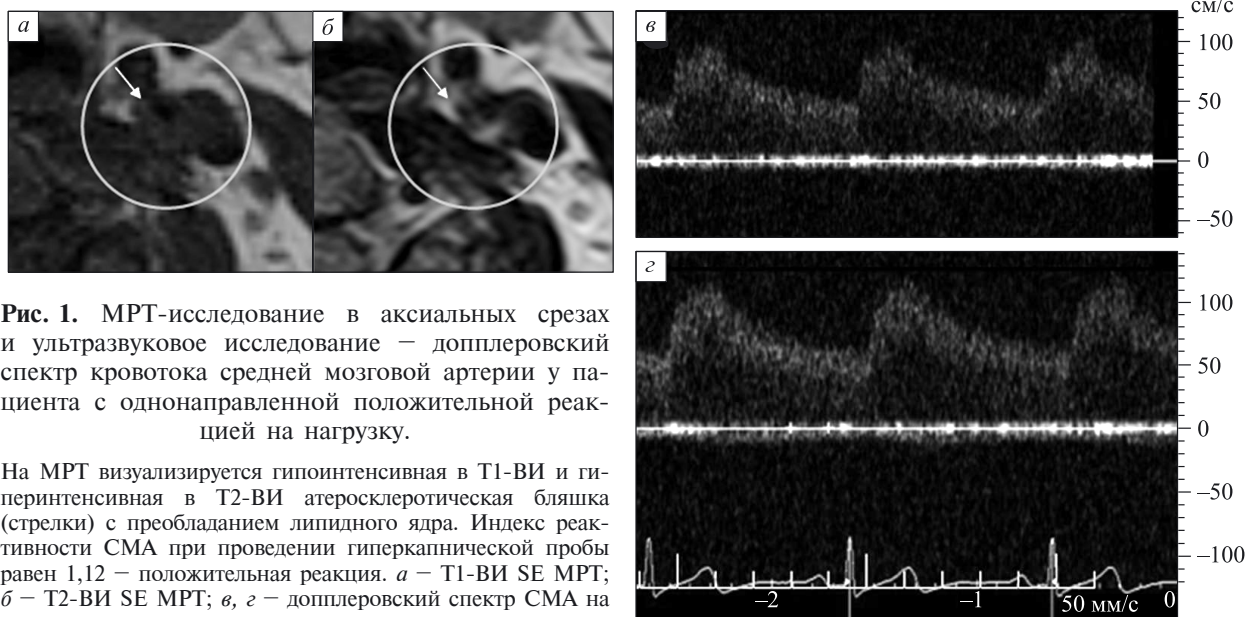 а
б
Рис. 1. МРТ-исследование в аксиальных срезах
и ультразвуковое исследование − допплеровский
спектр кровотока средней мозговой артерии у па-
циента с однонаправленной положительной реак-
цией на нагрузку.
На МРТ визуализируется гипоинтенсивная в Т1-ВИ и ги-
перинтенсивная в Т2-ВИ атеросклеротическая бляшка
(стрелки) с преобладанием липидного ядра. Индекс реак-
тивности СМА при проведении гиперкапнической пробы
равен 1,12 − положительная реакция. а − Т1-ВИ SE МРТ;
б − Т2-ВИ SE МРТ; в, г − допплеровский спектр СМА на
в
см/с
100
50
0
–50
г
100
50
0
–50
–100
–2
–1
50 мм/с
0